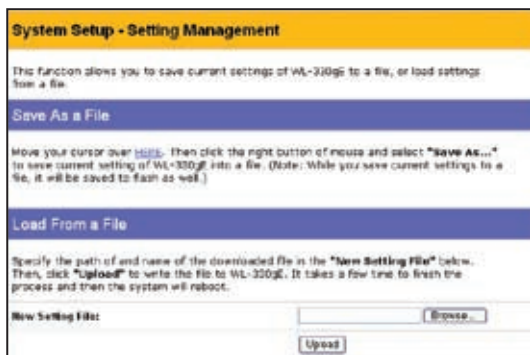 System Setup - Setting Management
This function allows you to save current settings of WL-330gE to a file, or load settings
from a file.
Save As a File
Move your cursor over HERE. Then click the right button of mouse and select "Save As..."
to save current setting of WL-330gE into a file. (Note: While you save current settings to a
file, it will be saved to flash as well.)
Load From a File
Specify the path of and name of the downloaded file in the "New Setting File" below.
Then, click "Upload" to write the file to WL-330gE. It takes a few time to finish the
process and then the system will reboot.
New Setting File:
Browse...
Upload